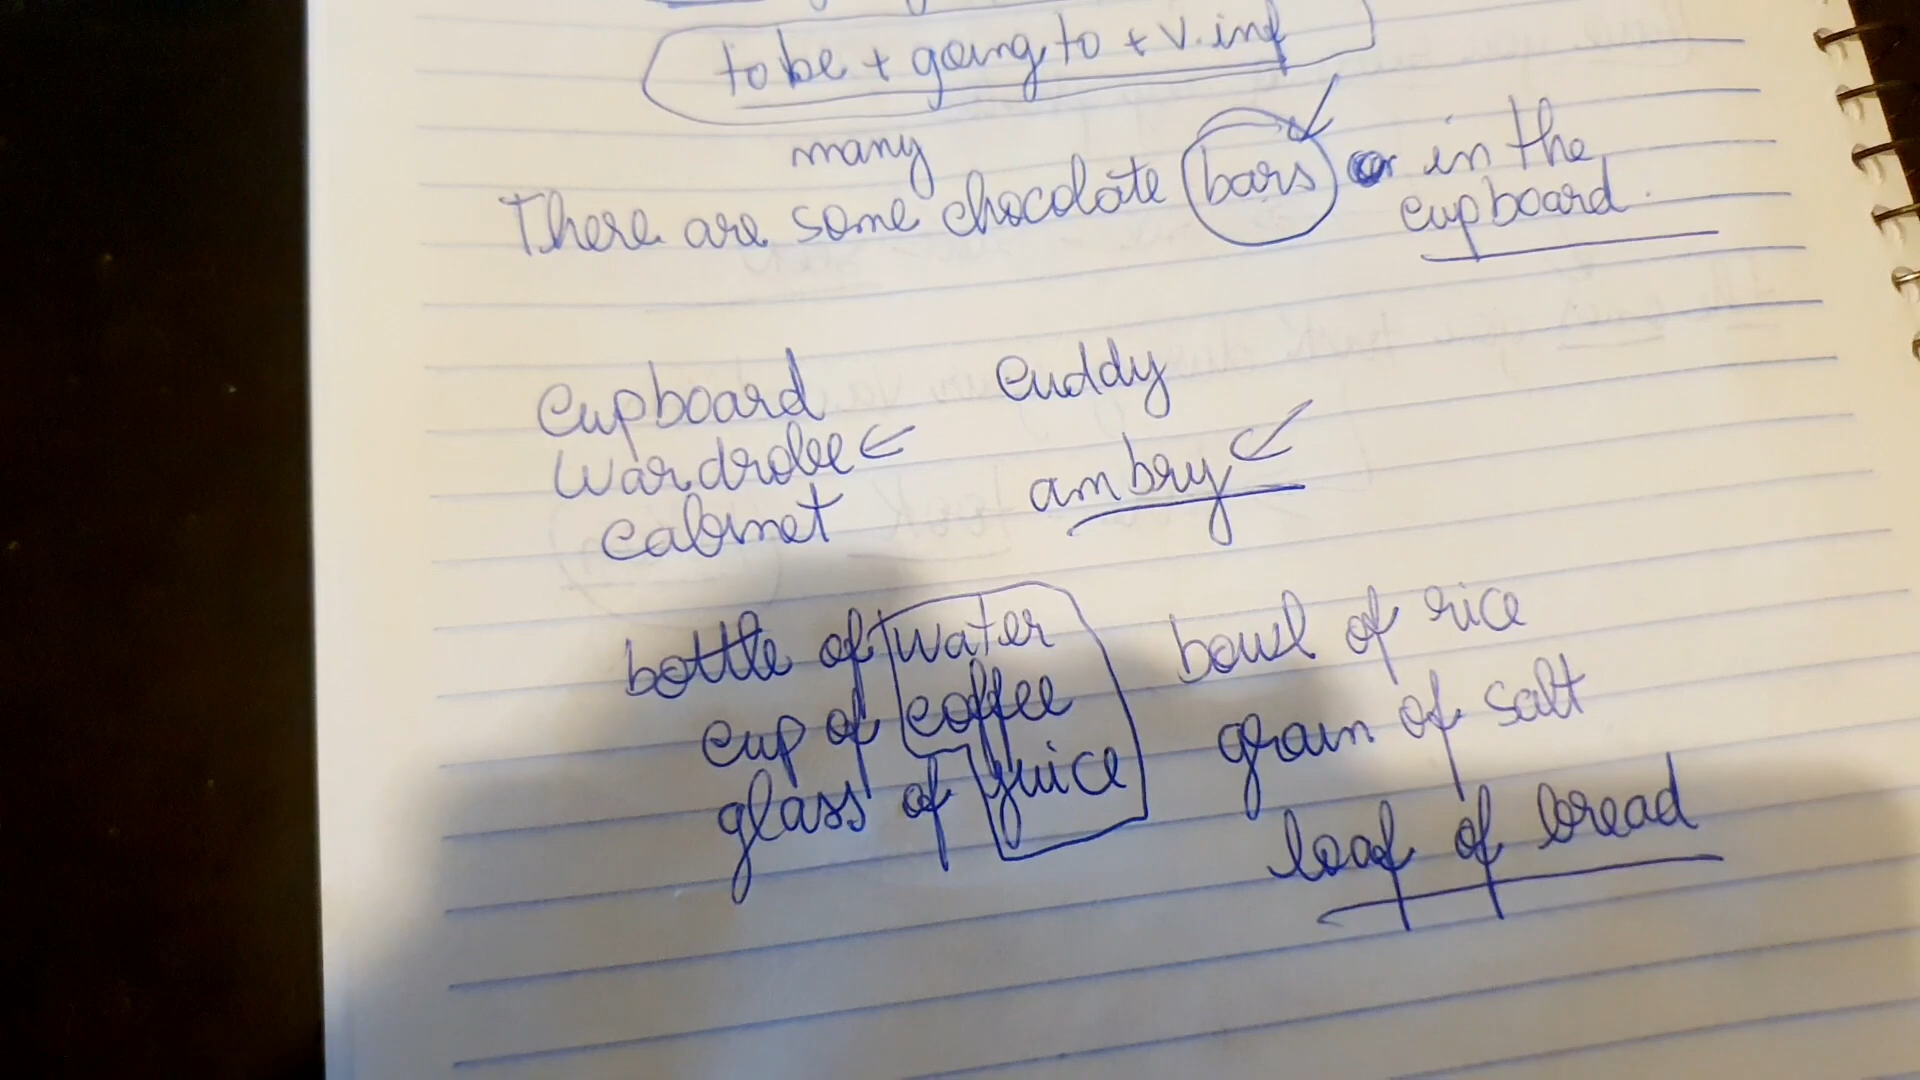 to be + going to + v. inf
many
There are some chocolate bars in the
cupboard.
Cupboard
Wardrobe
Cabinet
Cuddy
ambry
bottle of water
cup of coffee
glass of juice
bowl of rice
grain of salt
loaf of bread